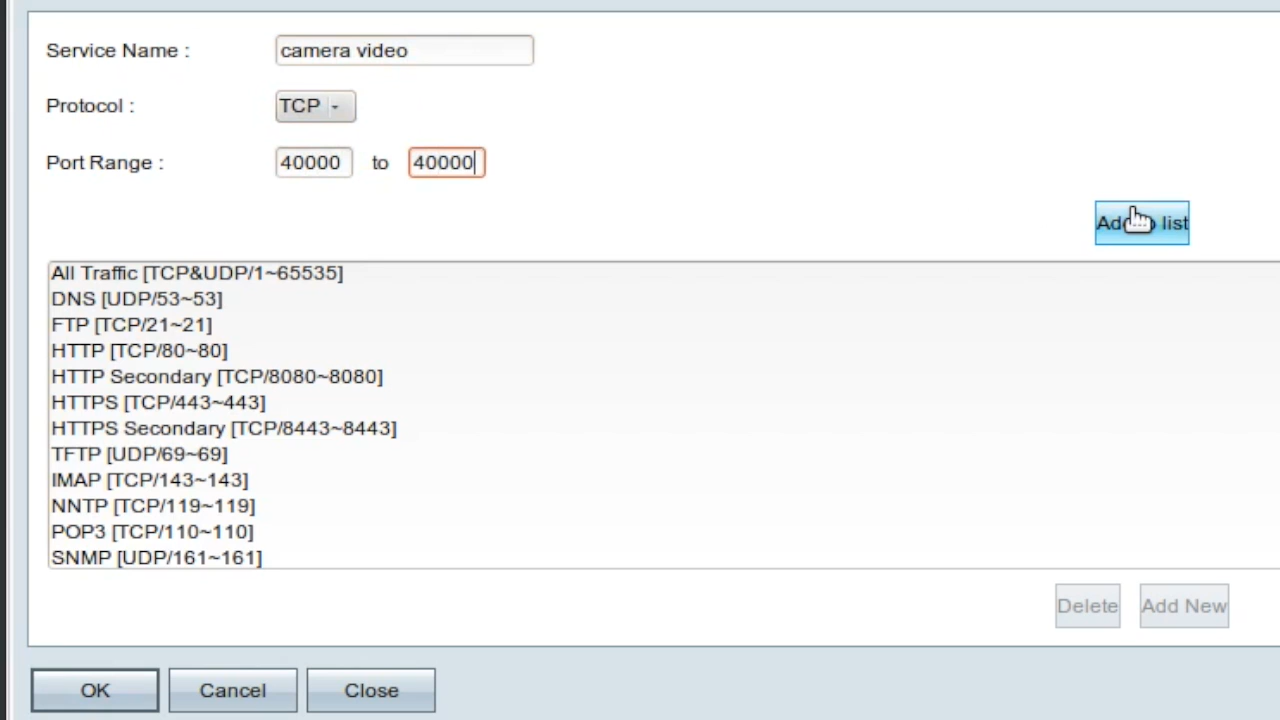 Service Name : camera video
Protocol : TCP
Port Range : 40000 to 40000
Add list
All Traffic [TCP&UDP/1~65535]
DNS [UDP/53~53]
FTP [TCP/21~21]
HTTP [TCP/80~80]
HTTP Secondary [TCP/8080~8080]
HTTPS [TCP/443~443]
HTTPS Secondary [TCP/8443~8443]
TFTP [UDP/69~69]
IMAP [TCP/143~143]
NNTP [TCP/119~119]
POP3 [TCP/110~110]
SNMP [UDP/161~161]
Delete Add New
OK Cancel Close